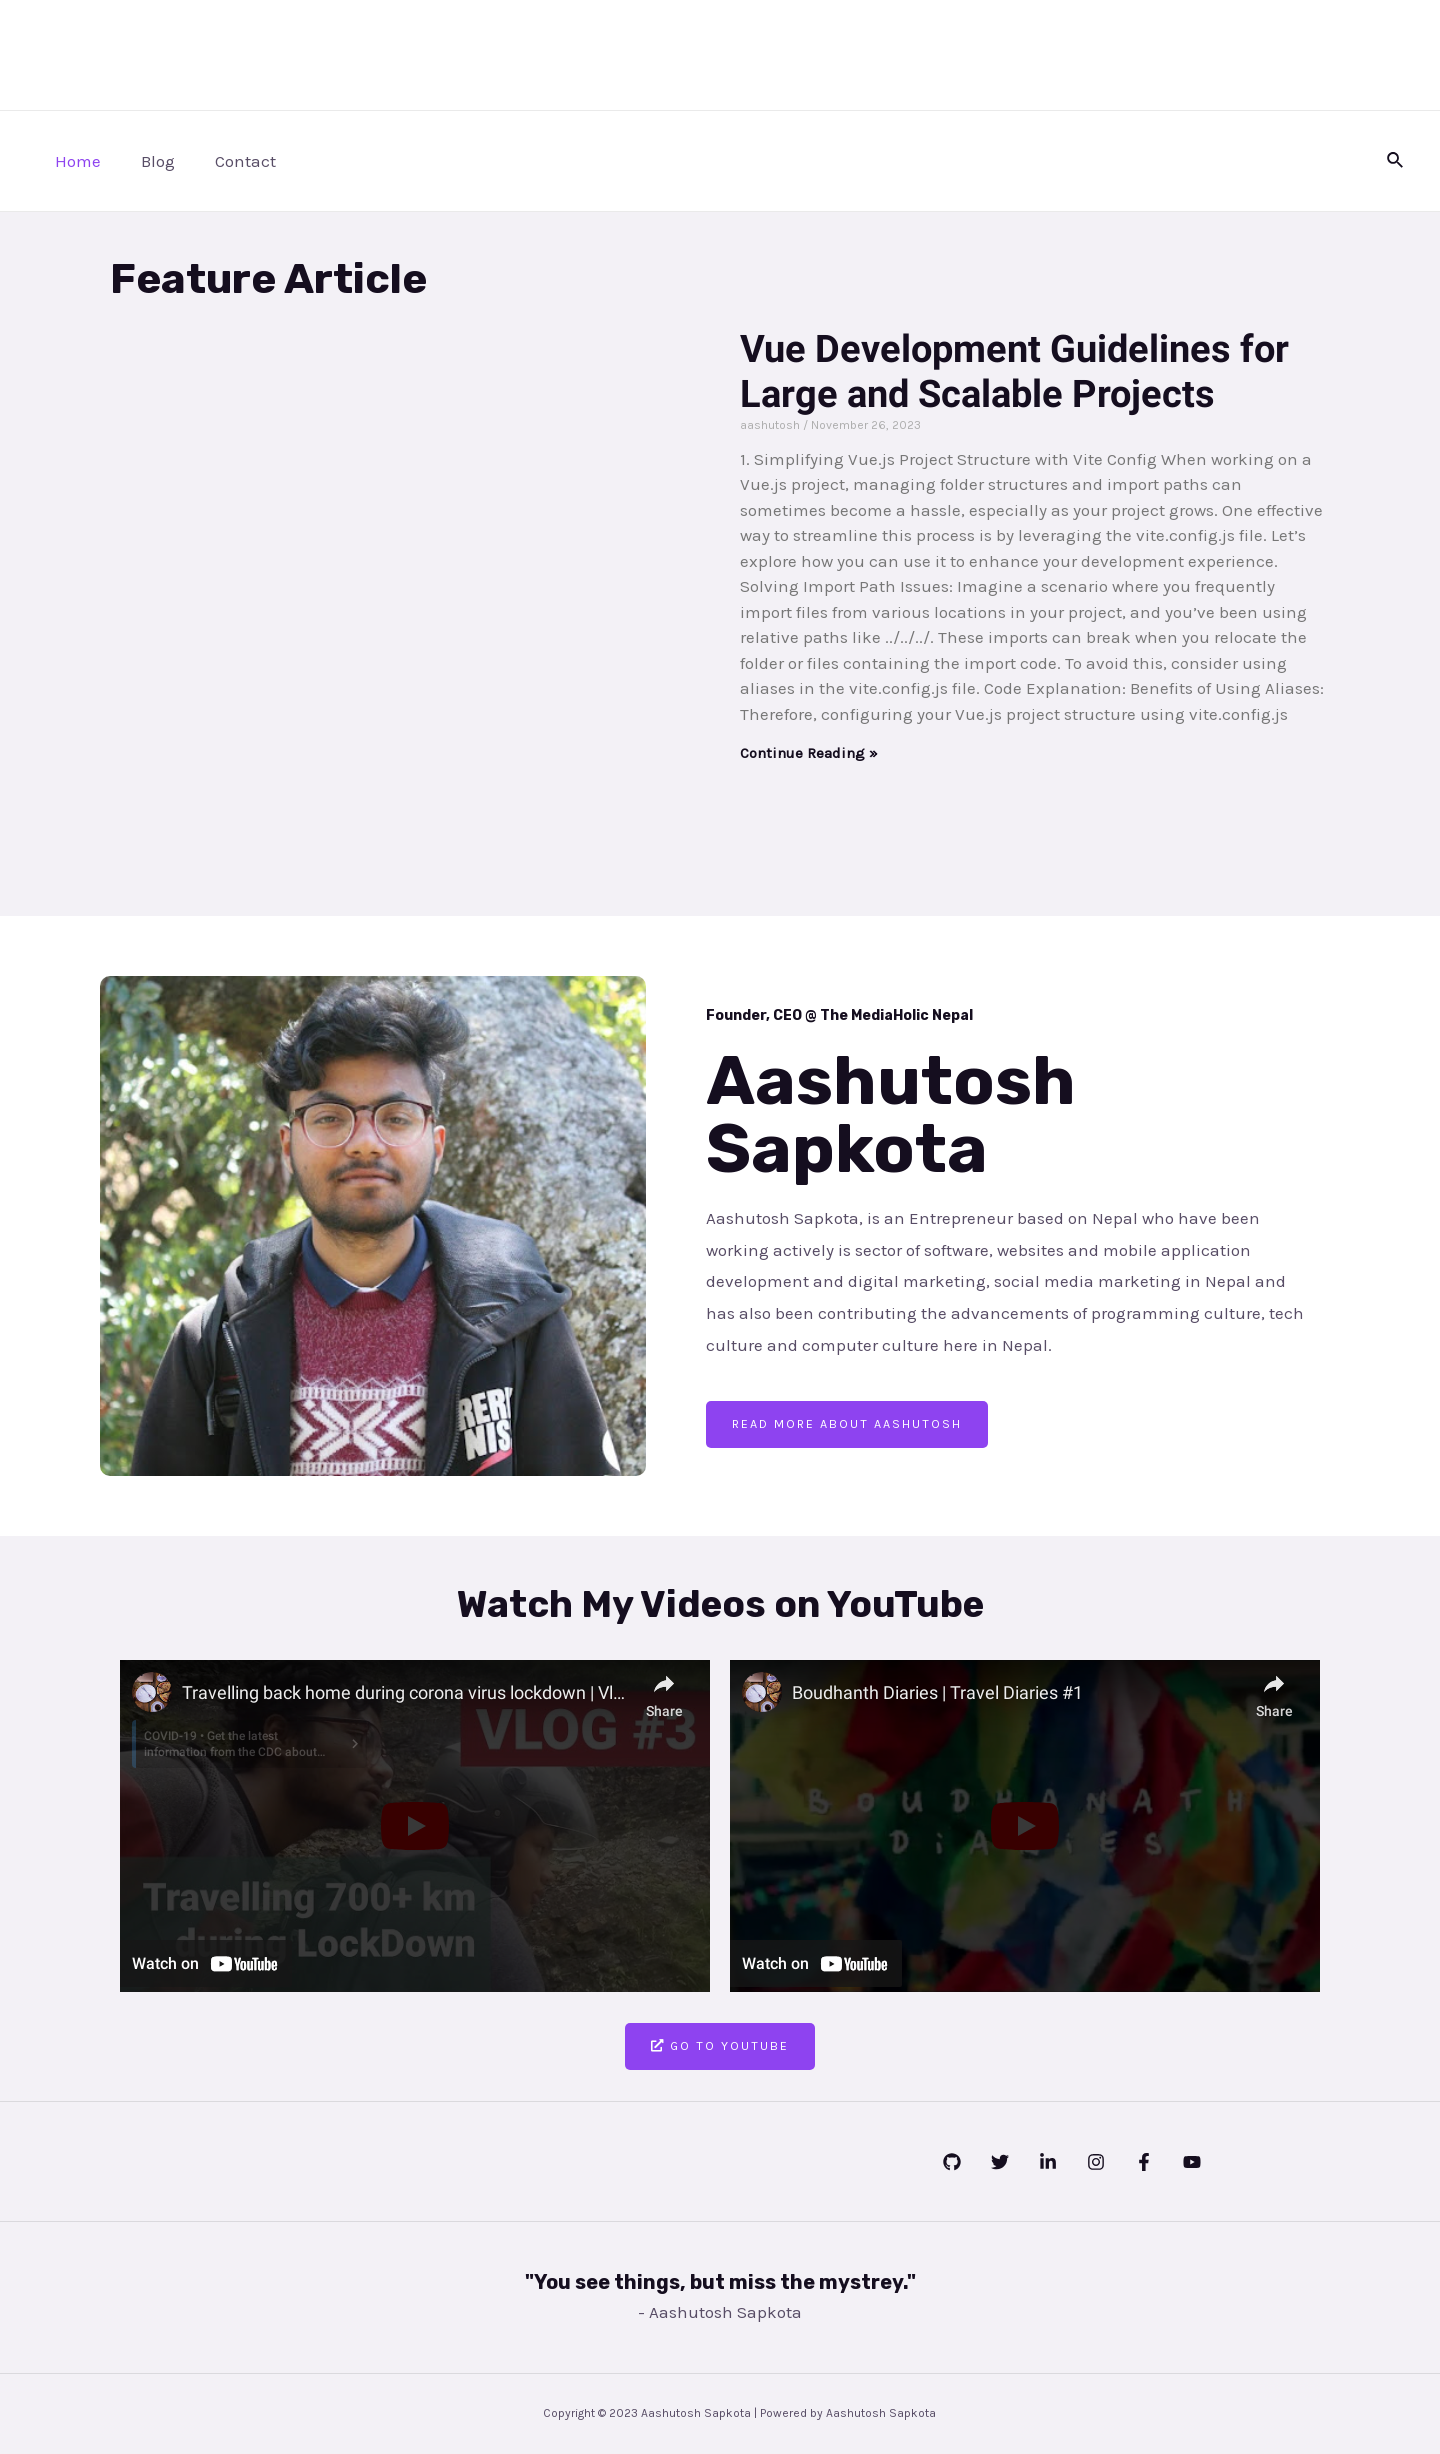 Home Blog Contact
Feature Article
Vue Development Guidelines for
Large and Scalable Projects
aashutosh / November 26, 2023
1. Simplifying Vue.js Project Structure with Vite Config When working on a
Vue.js project, managing folder structures and import paths can
sometimes become a hassle, especially as your project grows. One effective
way to streamline this process is by leveraging the vite.config.js file. Let’s
explore how you can use it to enhance your development experience.
Solving Import Path Issues: Imagine a scenario where you frequently
import files from various locations in your project, and you’ve been using
relative paths like ../../../. These imports can break when you relocate the
folder or files containing the import code. To avoid this, consider using
aliases in the vite.config.js file. Code Explanation: Benefits of Using Aliases:
Therefore, configuring your Vue.js project structure using vite.config.js
Continue Reading »
Founder, CEO @ The MediaHolic Nepal
Aashutosh
Sapkota
Aashutosh Sapkota, is an Entrepreneur based on Nepal who have been
working actively is sector of software, websites and mobile application
development and digital marketing, social media marketing in Nepal and
has also been contributing the advancements of programming culture, tech
culture and computer culture here in Nepal.
READ MORE ABOUT AASHUTOSH
Watch My Videos on YouTube
Travelling back home during corona virus lockdown | Vl...
Share
COVID-19 • Get the latest
information from the CDC about...
VLOG #3
Travelling 700+ km
during LockDown
Watch on YouTube
Boudhanth Diaries | Travel Diaries #1
Share
BOUDHANATH
DiARiES
Watch on YouTube
GO TO YOUTUBE
"You see things, but miss the mystrey."
- Aashutosh Sapkota
Copyright © 2023 Aashutosh Sapkota | Powered by Aashutosh Sapkota